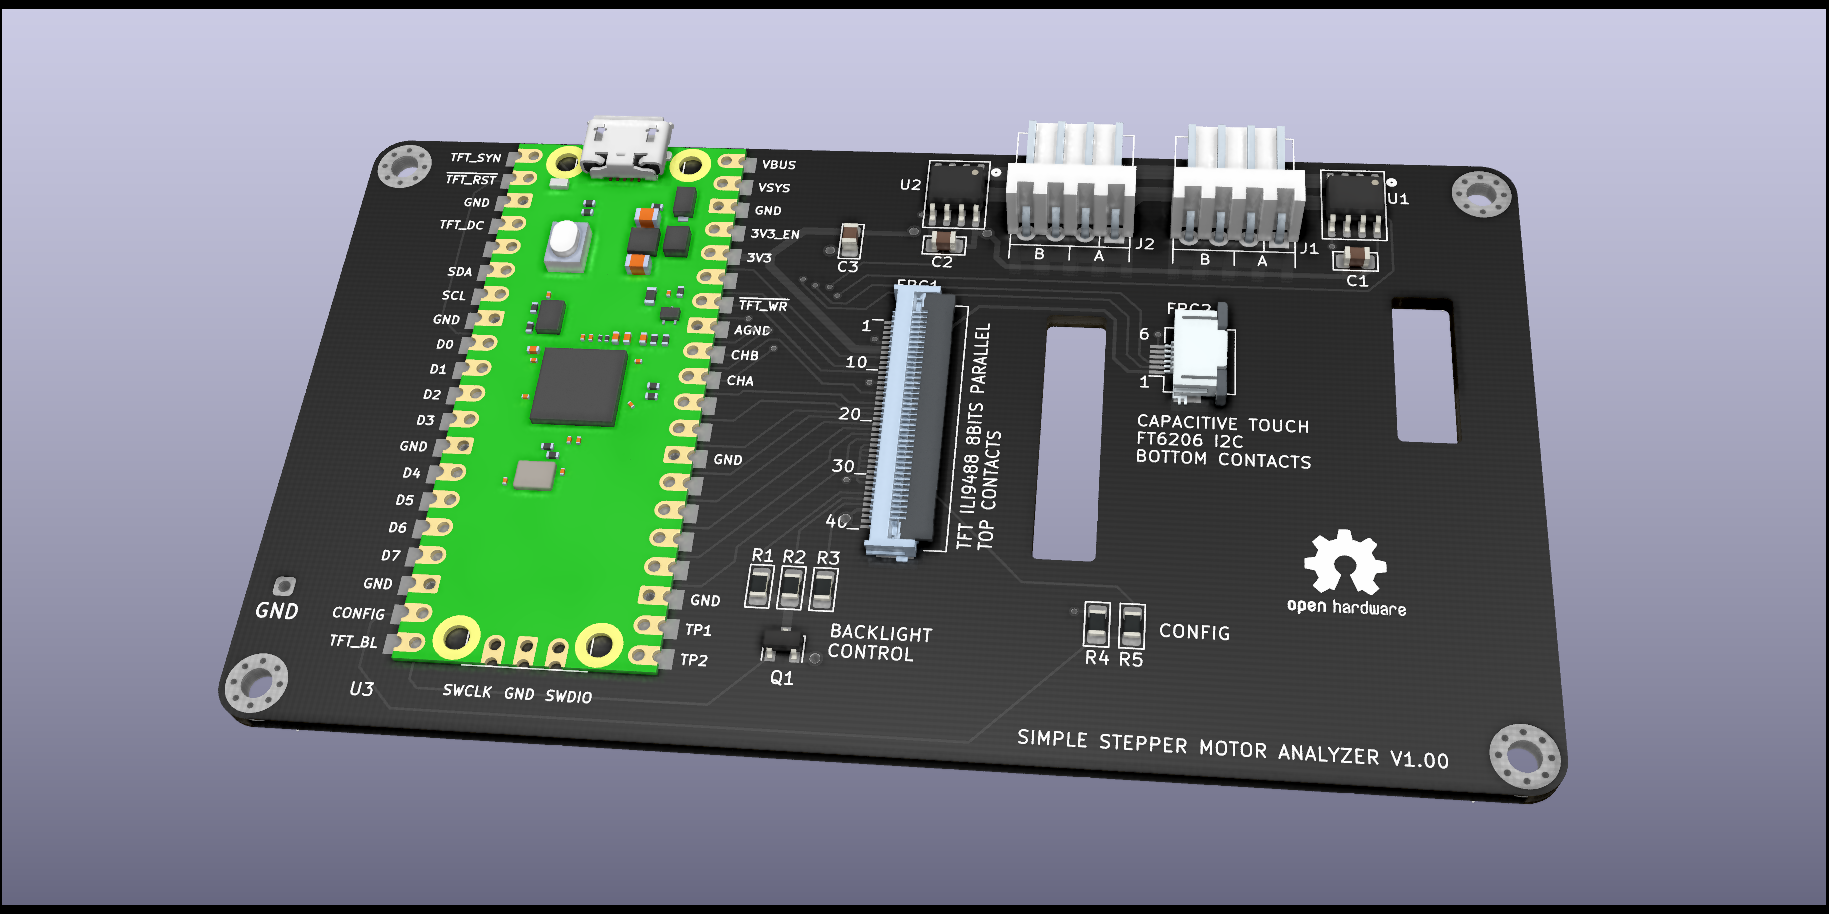 TFT_SYN
TFT_RST
GND
TFT_DC
SDA
SCL
GND
D0
D1
D2
D3
GND
D4
D5
D6
D7
GND
CONFIG
TFT_BL
GND
U3
SWCLK GND SWDIO
VBUS
VSYS
GND
3V3_EN
3V3
TFT_WR
AGND
CHB
CHA
GND
GND
TP1
TP2
U2
C3
C2
B A
J2
B A
J1
U1
C1
FPC1
1
10
20
30
40
TFT ILI9488 8BITS PARALLEL
TOP CONTACTS
FPC2
6
1
CAPACITIVE TOUCH
FT6206 I2C
BOTTOM CONTACTS
R1 R2 R3
BACKLIGHT
CONTROL
Q1
R4 R5
CONFIG
open hardware
SIMPLE STEPPER MOTOR ANALYZER V1.00